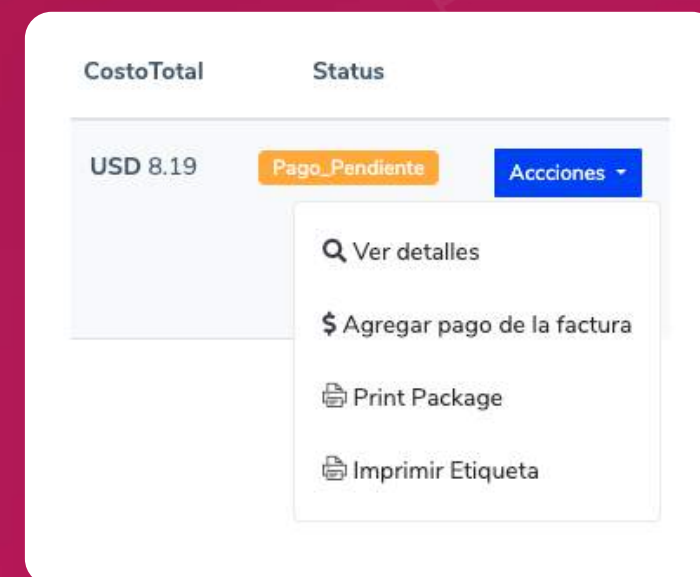 CostoTotal Status
USD 8.19 Pago_Pendiente Accciones
Ver detalles
$ Agregar pago de la factura
Print Package
Imprimir Etiqueta